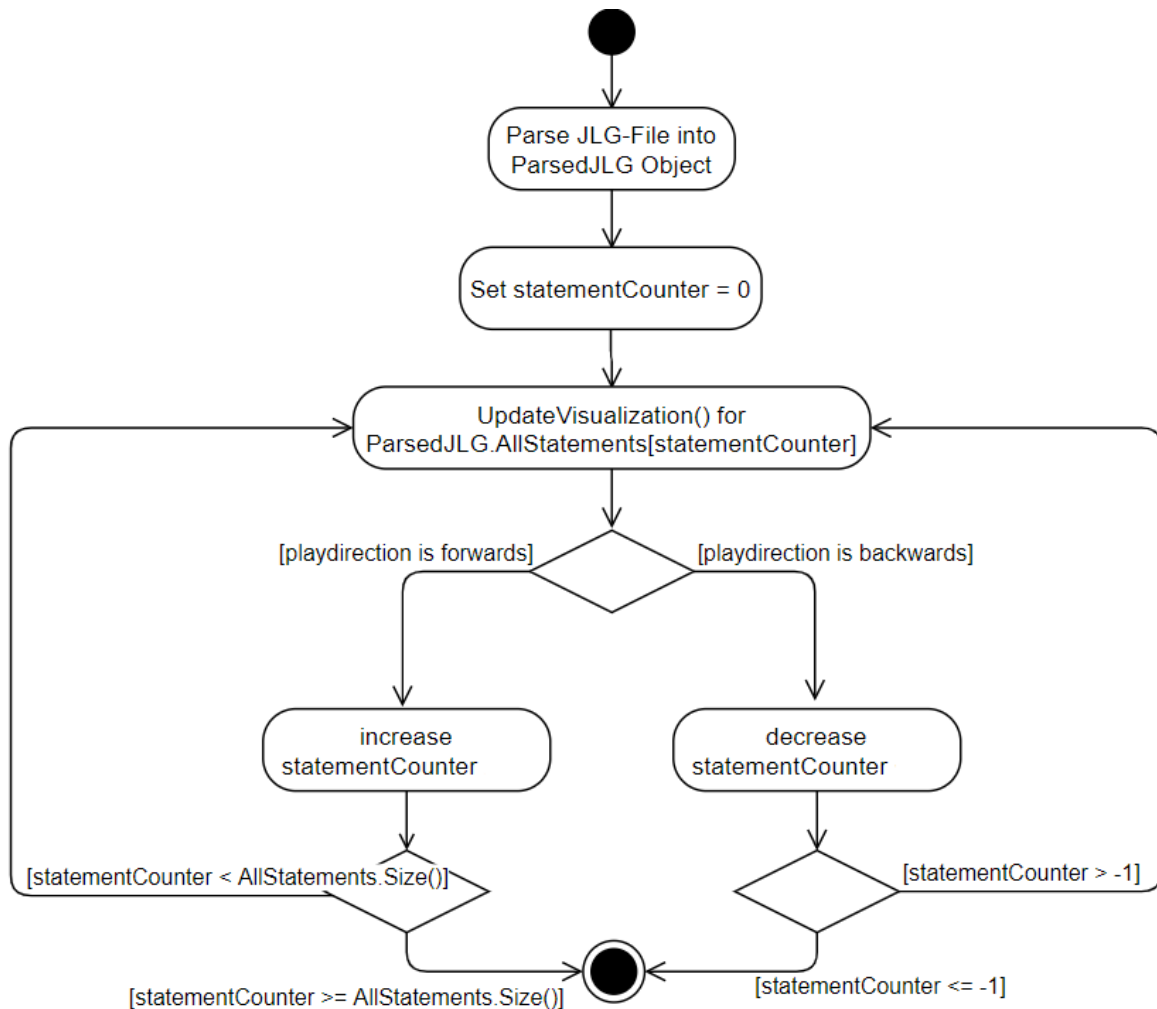 Parse JLG-File into
ParsedJLG Object
Set statementCounter = 0
UpdateVisualization() for
ParsedJLG.AllStatements[statementCounter]
[playdirection is forwards]
[playdirection is backwards]
increase
statementCounter
decrease
statementCounter
[statementCounter < AllStatements.Size()]
[statementCounter > -1]
[statementCounter >= AllStatements.Size()]
[statementCounter <= -1]